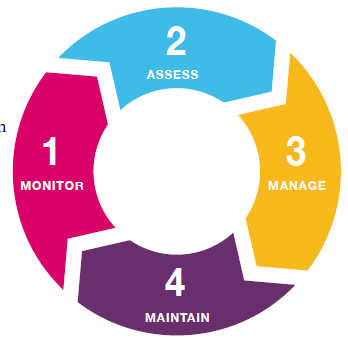 1
MONITOR
2
ASSESS
3
MANAGE
4
MAINTAIN